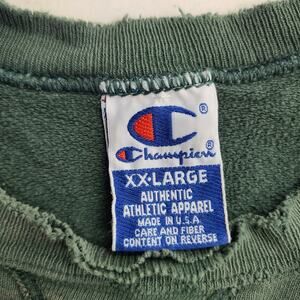 ®
Champion®
XX-LARGE
AUTHENTIC
ATHLETIC APPAREL
MADE IN U.S.A.
CARE AND FIBER
CONTENT ON REVERSE